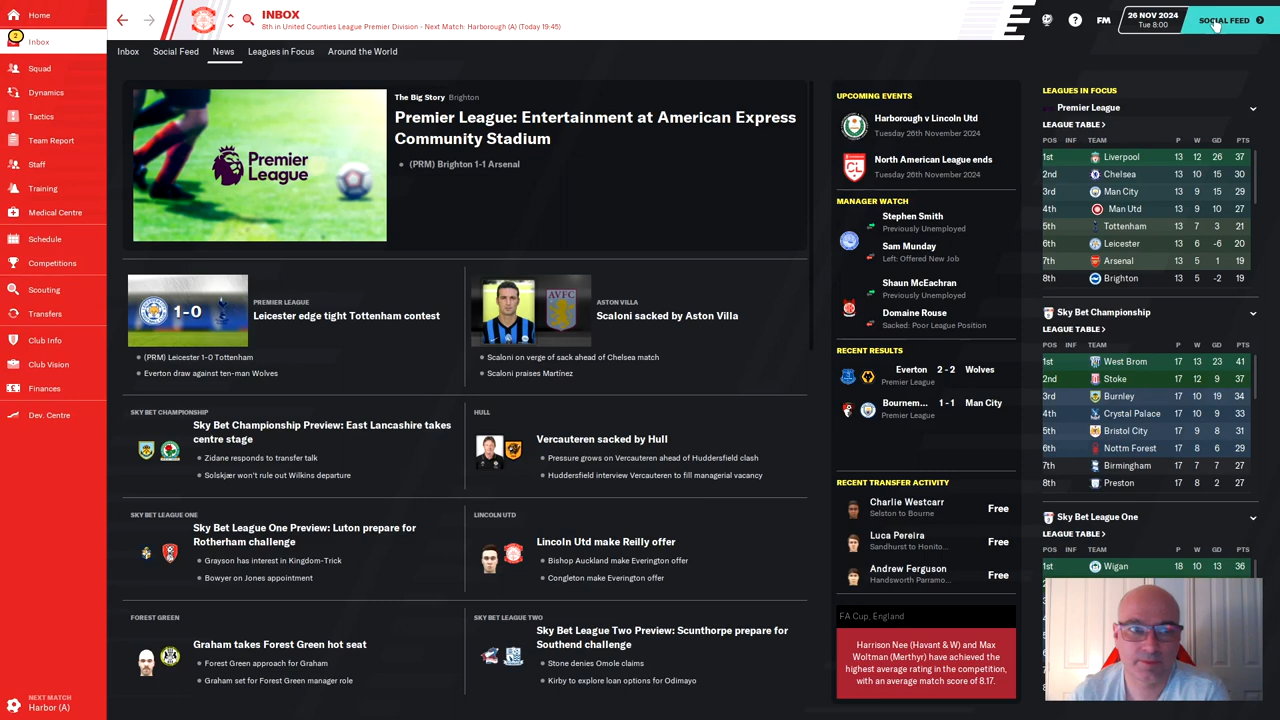 Home
INBOX
8th in United Counties League Premier Division - Next Match: Harborough (A) (Today 19:45)
?
FM
26 NOV 2024
Tue 8:00
SOCIAL FEED
2
Inbox
Squad
Dynamics
Tactics
Team Report
Staff
Training
Medical Centre
Schedule
Competitions
Scouting
Transfers
Club Info
Club Vision
Finances
Dev. Centre
NEXT MATCH
Harbor (A)
Inbox Social Feed News Leagues in Focus Around the World
Premier
League
The Big Story Brighton
Premier League: Entertainment at American Express
Community Stadium
(PRM) Brighton 1-1 Arsenal
1-0
PREMIER LEAGUE
Leicester edge tight Tottenham contest
(PRM) Leicester 1-0 Tottenham
Everton draw against ten-man Wolves
AVFC
ASTON VILLA
Scaloni sacked by Aston Villa
Scaloni on verge of sack ahead of Chelsea match
Scaloni praises Martínez
SKY BET CHAMPIONSHIP
Sky Bet Championship Preview: East Lancashire takes
centre stage
Zidane responds to transfer talk
Solskjær won't rule out Wilkins departure
HULL
Vercauteren sacked by Hull
Pressure grows on Vercauteren ahead of Huddersfield clash
Huddersfield interview Vercauteren to fill managerial vacancy
SKY BET LEAGUE ONE
Sky Bet League One Preview: Luton prepare for
Rotherham challenge
Grayson has interest in Kingdom-Trick
Bowyer on Jones appointment
LINCOLN UTD
Lincoln Utd make Reilly offer
Bishop Auckland make Everington offer
Congleton make Everington offer
FOREST GREEN
Graham takes Forest Green hot seat
Forest Green approach for Graham
Graham set for Forest Green manager role
SKY BET LEAGUE TWO
Sky Bet League Two Preview: Scunthorpe prepare for
Southend challenge
Stone denies Omole claims
Kirby to explore loan options for Odimayo
UPCOMING EVENTS
Harborough v Lincoln Utd
Tuesday 26th November 2024
North American League ends
Tuesday 26th November 2024
MANAGER WATCH
Stephen Smith
Previously Unemployed
Sam Munday
Left: Offered New Job
Shaun McEachran
Previously Unemployed
Domaine Rouse
Sacked: Poor League Position
RECENT RESULTS
Everton 2 - 2 Wolves
Premier League
Bournem... 1 - 1 Man City
Premier League
RECENT TRANSFER ACTIVITY
Charlie Westcarr
Selston to Bourne
Free
Luca Pereira
Sandhurst to Honito...
Free
Andrew Ferguson
Handsworth Parramo...
Free
FA Cup, England
Harrison Nee (Havant & W) and Max
Woltman (Merthyr) have achieved the
highest average rating in the competition,
with an average match score of 8.17.
LEAGUES IN FOCUS
Premier League
LEAGUE TABLE
POS INF TEAM P W GD PTS
1st Liverpool 13 12 26 37
2nd Chelsea 13 10 15 30
3rd Man City 13 9 15 29
4th Man Utd 13 9 10 27
5th Tottenham 13 7 3 21
6th Leicester 13 6 -6 20
7th Arsenal 13 5 1 19
8th Brighton 13 5 -2 19
Sky Bet Championship
LEAGUE TABLE
POS INF TEAM P W GD PTS
1st West Brom 17 13 23 41
2nd Stoke 17 12 9 37
3rd Burnley 17 10 19 34
4th Crystal Palace 17 10 9 33
5th Bristol City 17 9 8 31
6th Nottm Forest 17 8 6 29
7th Birmingham 17 7 7 27
8th Preston 17 8 2 27
Sky Bet League One
LEAGUE TABLE
POS INF TEAM P W GD PTS
1st Wigan 18 10 13 36